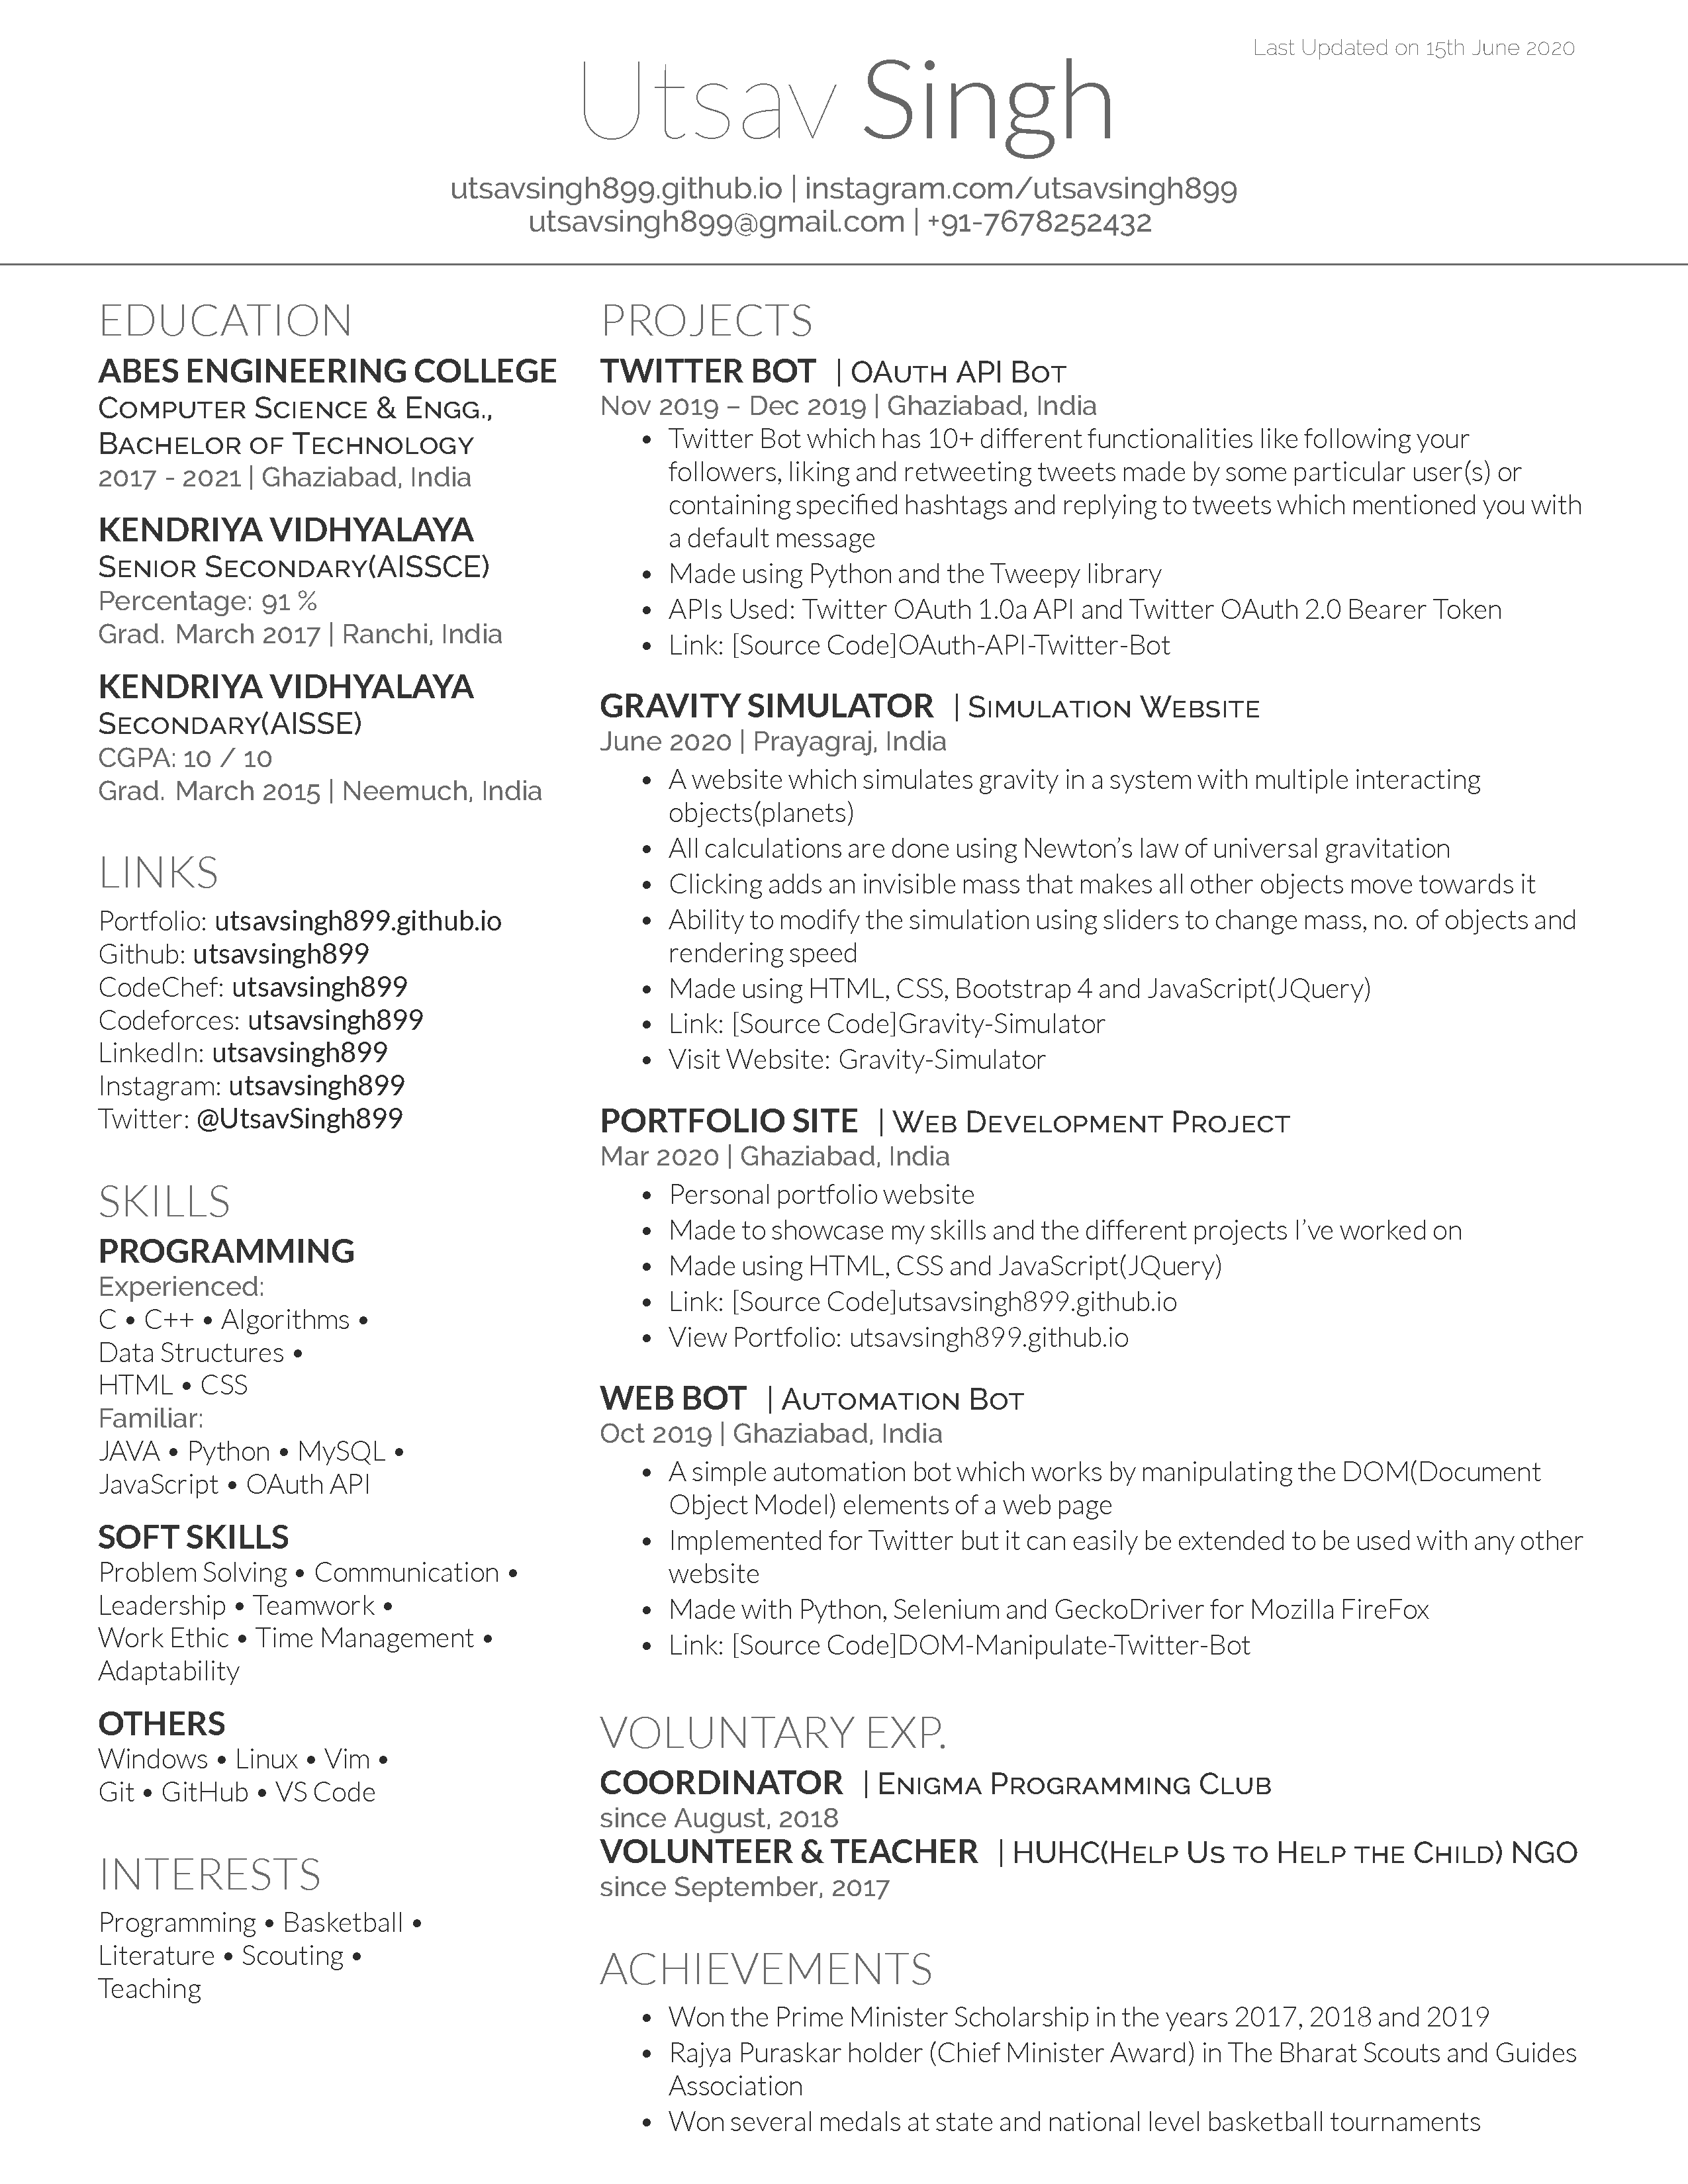 Last Updated on 15th June 2020
Utsav Singh
utsavsingh899.github.io | instagram.com/utsavsingh899
utsavsingh899@gmail.com | +91-7678252432
EDUCATION
ABES ENGINEERING COLLEGE
Computer Science & Engg.,
Bachelor of Technology
2017 - 2021 | Ghaziabad, India
KENDRIYA VIDHYALAYA
Senior Secondary(AISSCE)
Percentage: 91 %
Grad. March 2017 | Ranchi, India
KENDRIYA VIDHYALAYA
Secondary(AISSE)
CGPA: 10 / 10
Grad. March 2015 | Neemuch, India
LINKS
Portfolio: utsavsingh899.github.io
Github: utsavsingh899
CodeChef: utsavsingh899
Codeforces: utsavsingh899
LinkedIn: utsavsingh899
Instagram: utsavsingh899
Twitter: @UtsavSingh899
SKILLS
PROGRAMMING
Experienced:
C • C++ • Algorithms •
Data Structures •
HTML • CSS
Familiar:
JAVA • Python • MySQL •
JavaScript • OAuth API
SOFT SKILLS
Problem Solving • Communication •
Leadership • Teamwork •
Work Ethic • Time Management •
Adaptability
OTHERS
Windows • Linux • Vim •
Git • GitHub • VS Code
INTERESTS
Programming • Basketball •
Literature • Scouting •
Teaching
PROJECTS
TWITTER BOT | OAuth API Bot
Nov 2019 – Dec 2019 | Ghaziabad, India
• Twitter Bot which has 10+ different functionalities like following your
followers, liking and retweeting tweets made by some particular user(s) or
containing specified hashtags and replying to tweets which mentioned you with
a default message
• Made using Python and the Tweepy library
• APIs Used: Twitter OAuth 1.0a API and Twitter OAuth 2.0 Bearer Token
• Link: [Source Code]OAuth-API-Twitter-Bot
GRAVITY SIMULATOR | Simulation Website
June 2020 | Prayagraj, India
• A website which simulates gravity in a system with multiple interacting
objects(planets)
• All calculations are done using Newton’s law of universal gravitation
• Clicking adds an invisible mass that makes all other objects move towards it
• Ability to modify the simulation using sliders to change mass, no. of objects and
rendering speed
• Made using HTML, CSS, Bootstrap 4 and JavaScript(JQuery)
• Link: [Source Code]Gravity-Simulator
• Visit Website: Gravity-Simulator
PORTFOLIO SITE | Web Development Project
Mar 2020 | Ghaziabad, India
• Personal portfolio website
• Made to showcase my skills and the different projects I’ve worked on
• Made using HTML, CSS and JavaScript(JQuery)
• Link: [Source Code]utsavsingh899.github.io
• View Portfolio: utsavsingh899.github.io
WEB BOT | Automation Bot
Oct 2019 | Ghaziabad, India
• A simple automation bot which works by manipulating the DOM(Document
Object Model) elements of a web page
• Implemented for Twitter but it can easily be extended to be used with any other
website
• Made with Python, Selenium and GeckoDriver for Mozilla FireFox
• Link: [Source Code]DOM-Manipulate-Twitter-Bot
VOLUNTARY EXP.
COORDINATOR | Enigma Programming Club
since August, 2018
VOLUNTEER & TEACHER | HUHC(Help Us to Help the Child) NGO
since September, 2017
ACHIEVEMENTS
• Won the Prime Minister Scholarship in the years 2017, 2018 and 2019
• Rajya Puraskar holder (Chief Minister Award) in The Bharat Scouts and Guides
Association
• Won several medals at state and national level basketball tournaments